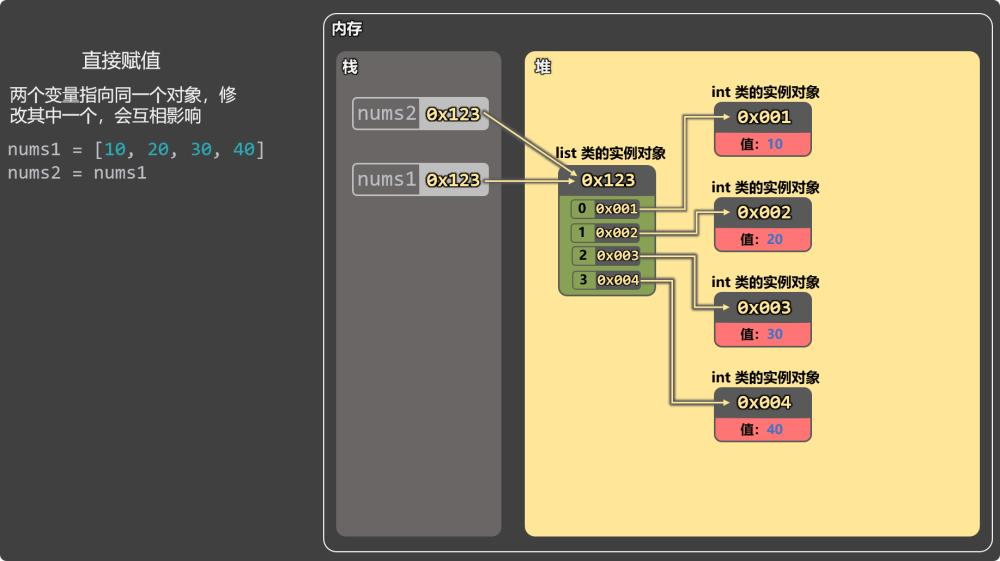 直接赋值
两个变量指向同一个对象，修
改其中一个，会互相影响
nums1 = [10, 20, 30, 40]
nums2 = nums1
内存
栈
nums2 0x123
nums1 0x123
堆
list 类的实例对象
0x123
0 0x001
1 0x002
2 0x003
3 0x004
int 类的实例对象
0x001
值：10
int 类的实例对象
0x002
值：20
int 类的实例对象
0x003
值：30
int 类的实例对象
0x004
值：40